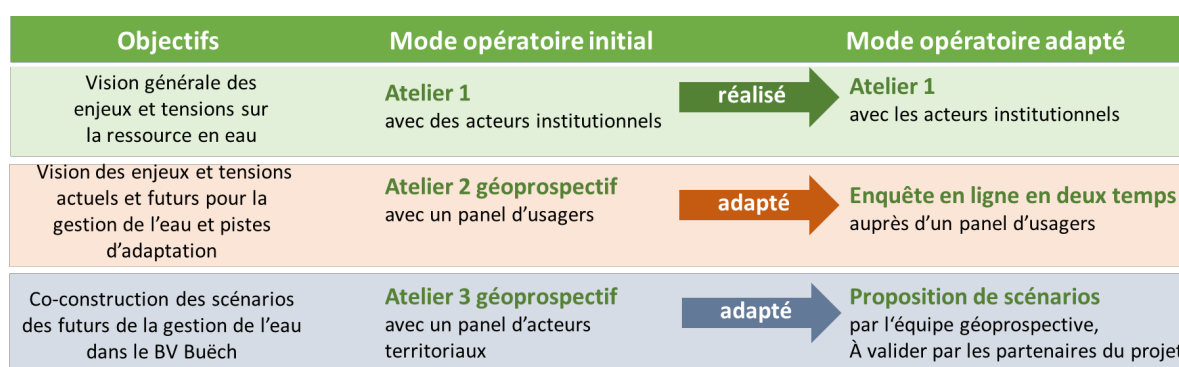 Objectifs
Mode opératoire initial
Mode opératoire adapté
Vision générale des
enjeux et tensions sur
la ressource en eau
Atelier 1
avec des acteurs institutionnels
réalisé
Atelier 1
avec les acteurs institutionnels
Vision des enjeux et tensions
actuels et futurs pour la
gestion de l'eau et pistes
d'adaptation
Atelier 2 géoprospectif
avec un panel d'usagers
adapté
Enquête en ligne en deux temps
auprès d'un panel d'usagers
Co-construction des scénarios
des futurs de la gestion de l'eau
dans le BV Buëch
Atelier 3 géoprospectif
avec un panel d'acteurs
territoriaux
adapté
Proposition de scénarios
par l'équipe géoprospective,
À valider par les partenaires du projet